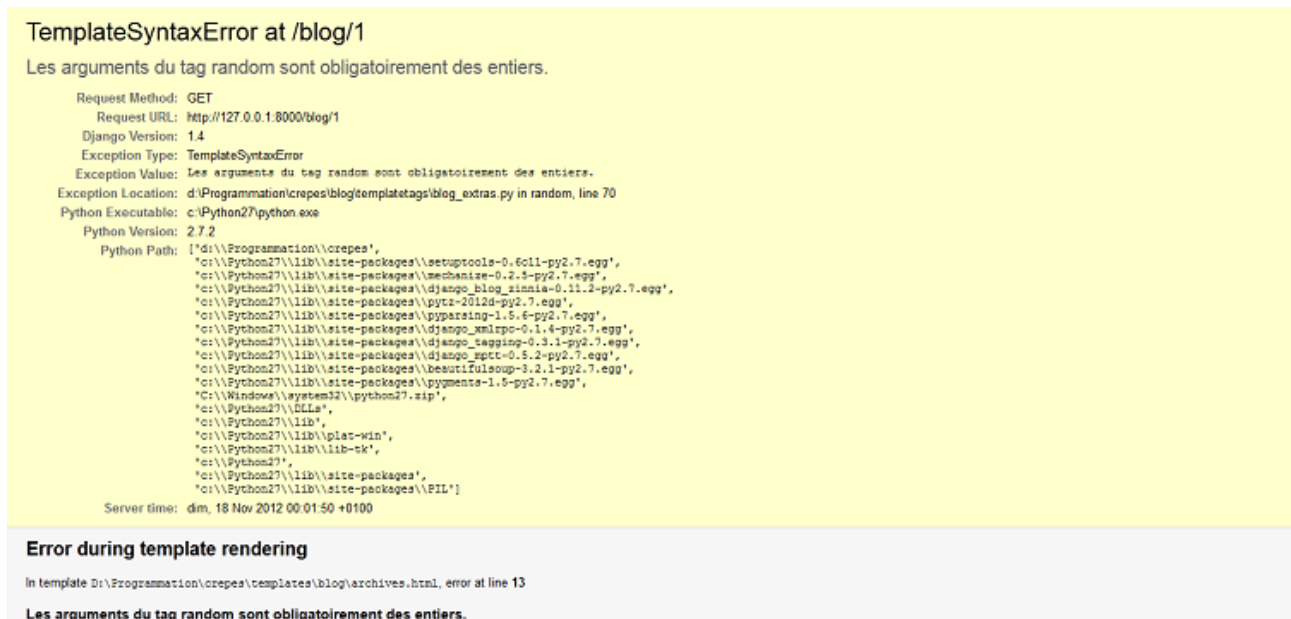 TemplateSyntaxError at /blog/1
Les arguments du tag random sont obligatoirement des entiers.
Request Method: GET
Request URL: http://127.0.0.1:8000/blog/1
Django Version: 1.4
Exception Type: TemplateSyntaxError
Exception Value: Les arguments du tag random sont obligatoirement des entiers.
Exception Location: d:\Programmation\crepes\blog\templatetags\blog_extras.py in random, line 70
Python Executable: c:\Python27\python.exe
Python Version: 2.7.2
Python Path: ['d:\\Programmation\\crepes',
'c:\\Python27\\lib\\site-packages\\setuptools-0.6c11-py2.7.egg',
'c:\\Python27\\lib\\site-packages\\mechanize-0.2.5-py2.7.egg',
'c:\\Python27\\lib\\site-packages\\django_blog_zinnia-0.11.2-py2.7.egg',
'c:\\Python27\\lib\\site-packages\\pytz-2012d-py2.7.egg',
'c:\\Python27\\lib\\site-packages\\pyparsing-1.5.6-py2.7.egg',
'c:\\Python27\\lib\\site-packages\\django_xmlrpc-0.1.4-py2.7.egg',
'c:\\Python27\\lib\\site-packages\\django_tagging-0.3.1-py2.7.egg',
'c:\\Python27\\lib\\site-packages\\django_mptt-0.5.2-py2.7.egg',
'c:\\Python27\\lib\\site-packages\\beautifulsoup-3.2.1-py2.7.egg',
'c:\\Python27\\lib\\site-packages\\pygments-1.5-py2.7.egg',
'C:\\Windows\\system32\\python27.zip',
'c:\\Python27\\DLLs',
'c:\\Python27\\lib',
'c:\\Python27\\lib\\plat-win',
'c:\\Python27\\lib\\lib-tk',
'c:\\Python27',
'c:\\Python27\\lib\\site-packages',
'c:\\Python27\\lib\\site-packages\\PIL']
Server time: dim, 18 Nov 2012 00:01:50 +0100
Error during template rendering
In template D:\Programmation\crepes\templates\blog\archives.html, error at line 13
Les arguments du tag random sont obligatoirement des entiers.